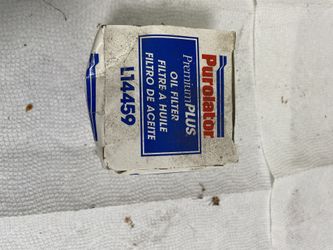 Purolator
PremiumPLUS
OIL FILTER
FILTRE A HUILE
FILTRO DE ACEITE
L14459